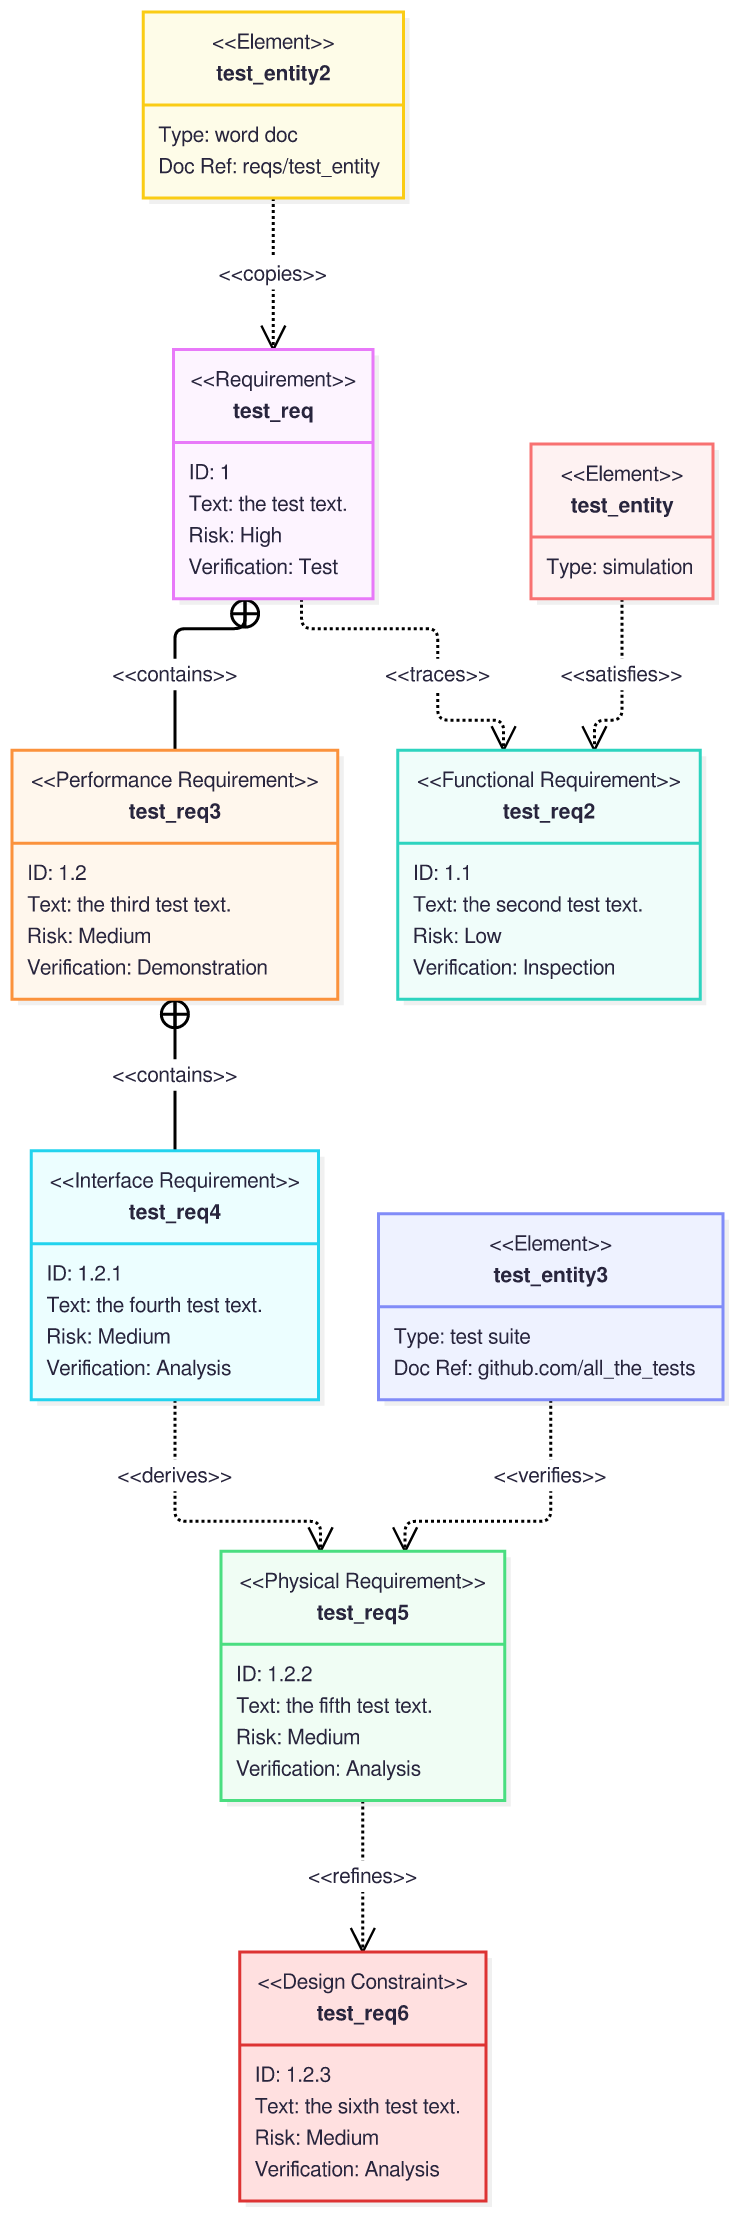 <<Element>>
test_entity2
Type: word doc
Doc Ref: reqs/test_entity
<<copies>>
<<Requirement>>
test_req
ID: 1
Text: the test text.
Risk: High
Verification: Test
<<Element>>
test_entity
Type: simulation
<<contains>>
<<traces>>
<<satisfies>>
<<Performance Requirement>>
test_req3
ID: 1.2
Text: the third test text.
Risk: Medium
Verification: Demonstration
<<Functional Requirement>>
test_req2
ID: 1.1
Text: the second test text.
Risk: Low
Verification: Inspection
<<contains>>
<<Interface Requirement>>
test_req4
ID: 1.2.1
Text: the fourth test text.
Risk: Medium
Verification: Analysis
<<Element>>
test_entity3
Type: test suite
Doc Ref: github.com/all_the_tests
<<derives>>
<<verifies>>
<<Physical Requirement>>
test_req5
ID: 1.2.2
Text: the fifth test text.
Risk: Medium
Verification: Analysis
<<refines>>
<<Design Constraint>>
test_req6
ID: 1.2.3
Text: the sixth test text.
Risk: Medium
Verification: Analysis